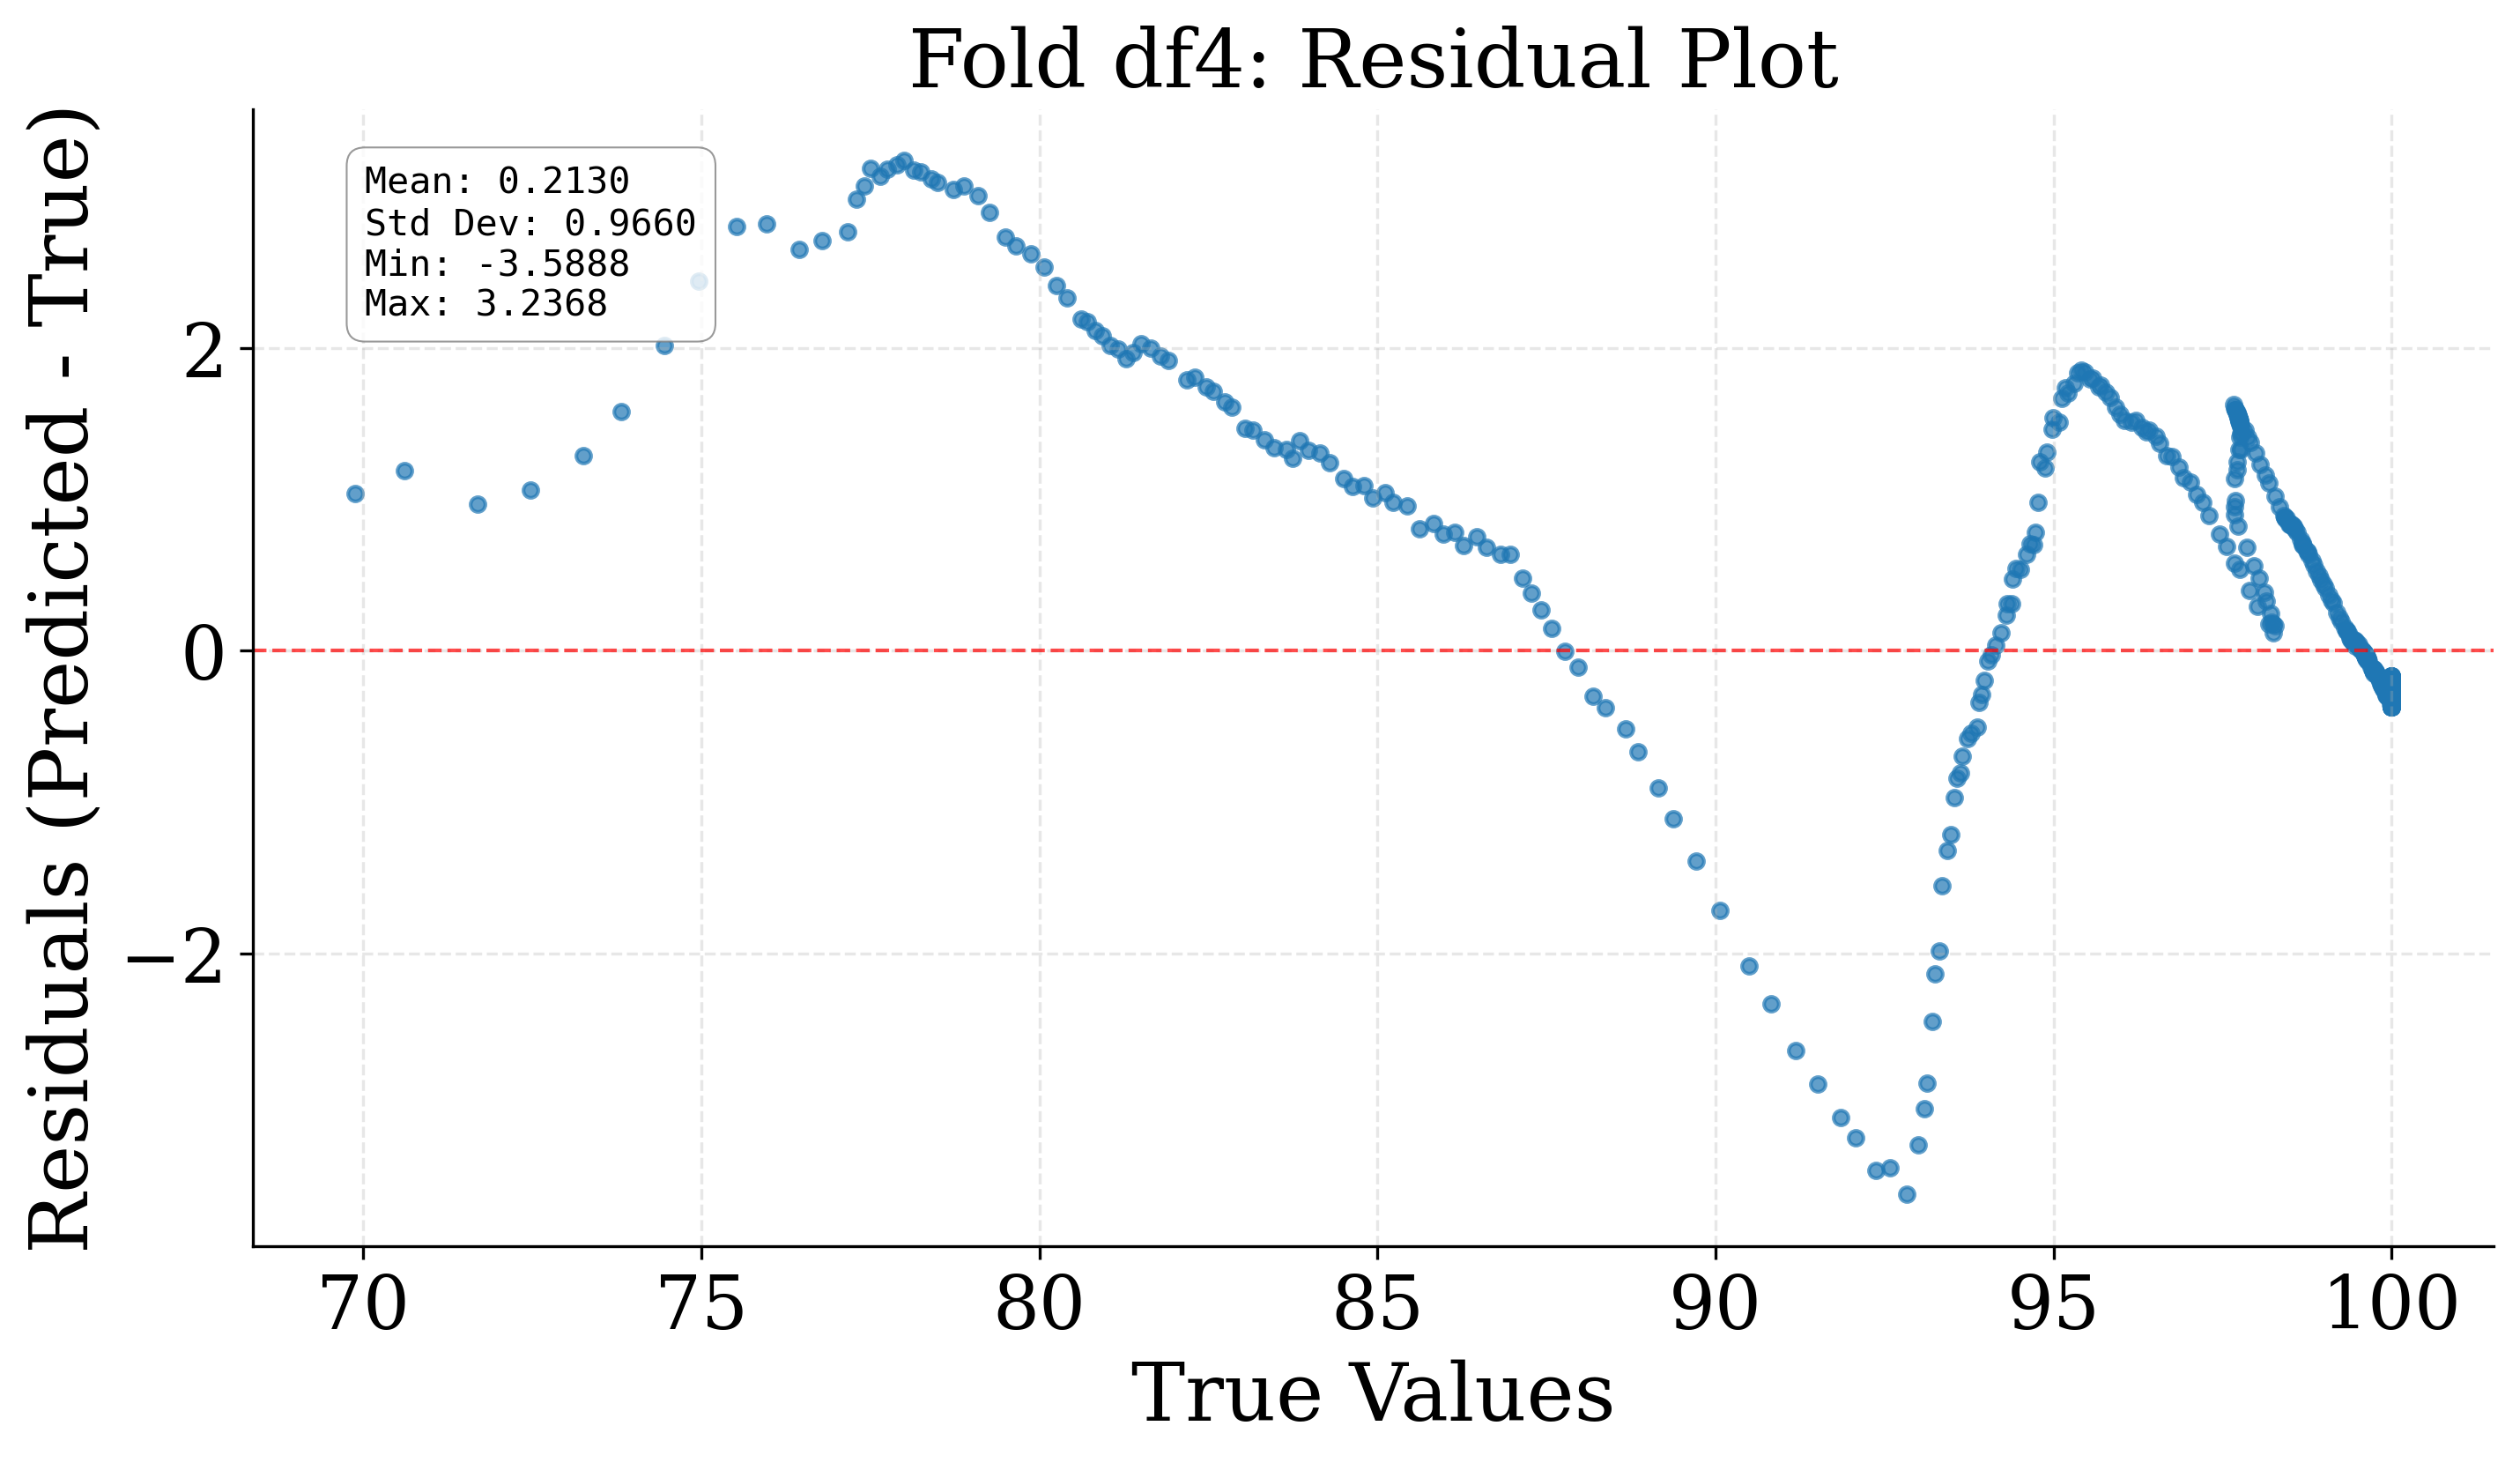 Fold df4: Residual Plot
Residuals (Predicted - True)
Mean: 0.2130
Std Dev: 0.9660
Min: -3.5888
Max: 3.2368
2
0
−2
70 75 80 85 90 95 100
True Values